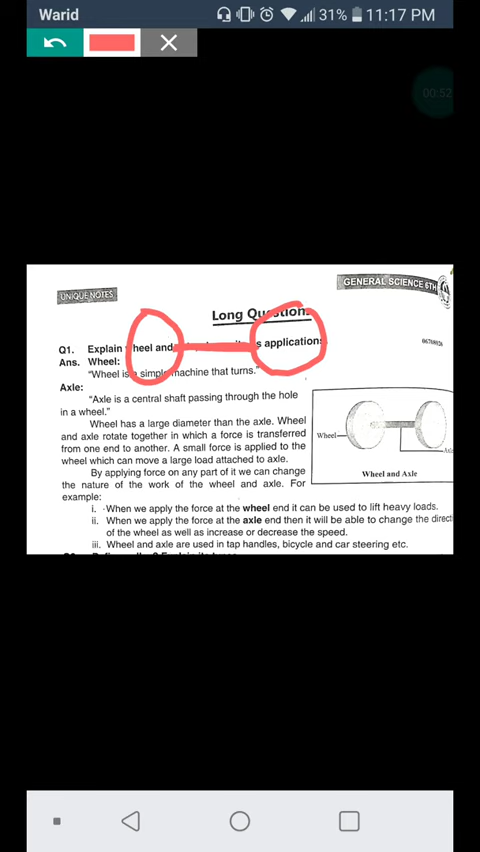 Warid 31% 11:17 PM
00:52
UNIQUE NOTES GENERAL SCIENCE 6TH
Long Questions
Q1. Explain wheel and applications
Ans. Wheel:
"Wheel is a simple machine that turns."
Axle:
"Axle is a central shaft passing through the hole
in a wheel."
Wheel has a large diameter than the axle. Wheel
and axle rotate together in which a force is transferred
from one end to another. A small force is applied to the
wheel which can move a large load attached to axle.
By applying force on any part of it we can change
the nature of the work of the wheel and axle. For
example:
Wheel
Axle
Wheel and Axle
i. When we apply the force at the wheel end it can be used to lift heavy loads.
ii. When we apply the force at the axle end then it will be able to change the directi
of the wheel as well as increase or decrease the speed.
iii. Wheel and axle are used in tap handles, bicycle and car steering etc.